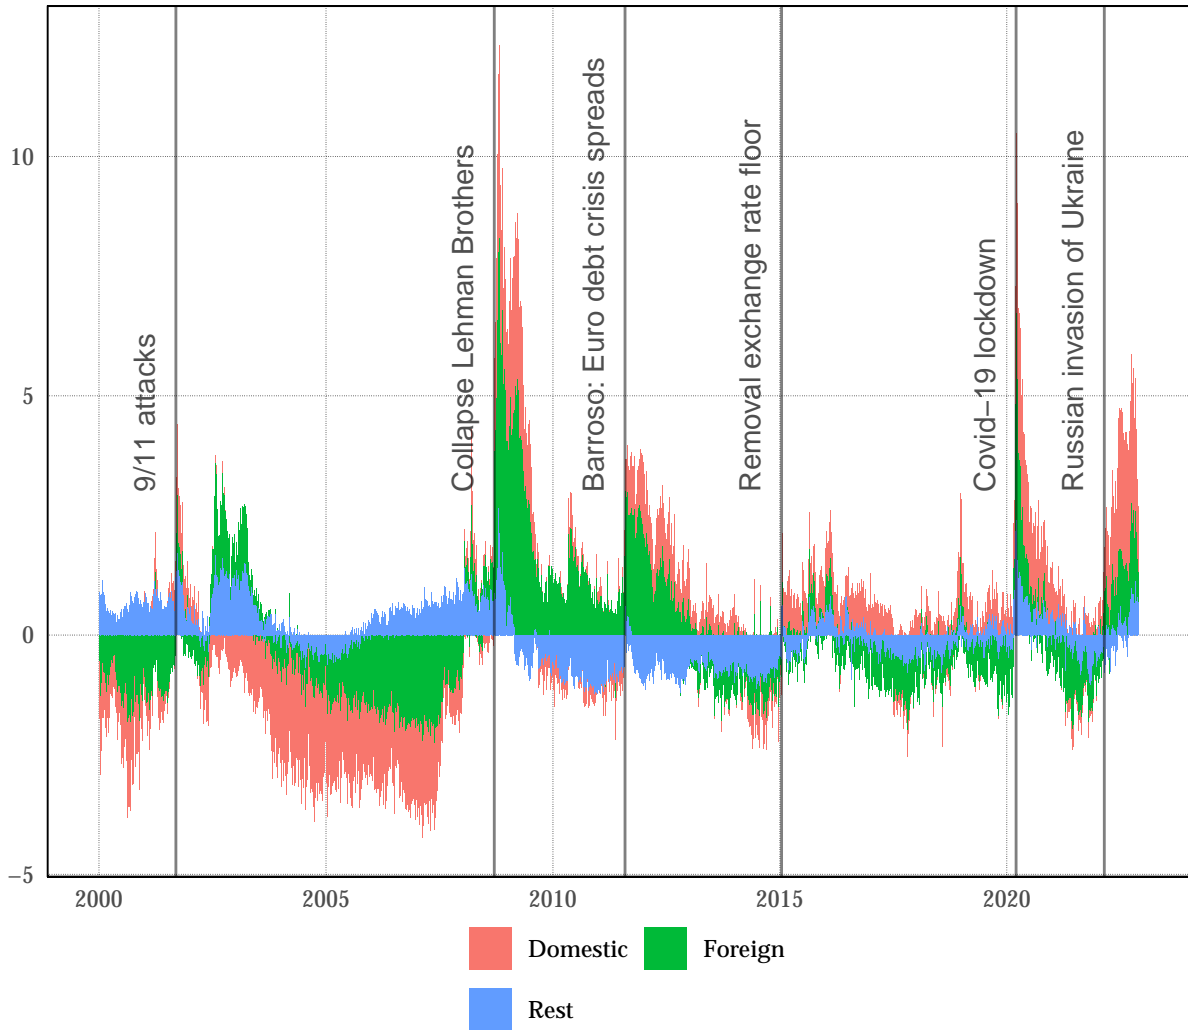 10
5
0
−5
9/11 attacks
Collapse Lehman Brothers
Barroso: Euro debt crisis spreads
Removal exchange rate floor
Covid−19 lockdown
Russian invasion of Ukraine
2000 2005 2010 2015 2020
Domestic Foreign
Rest